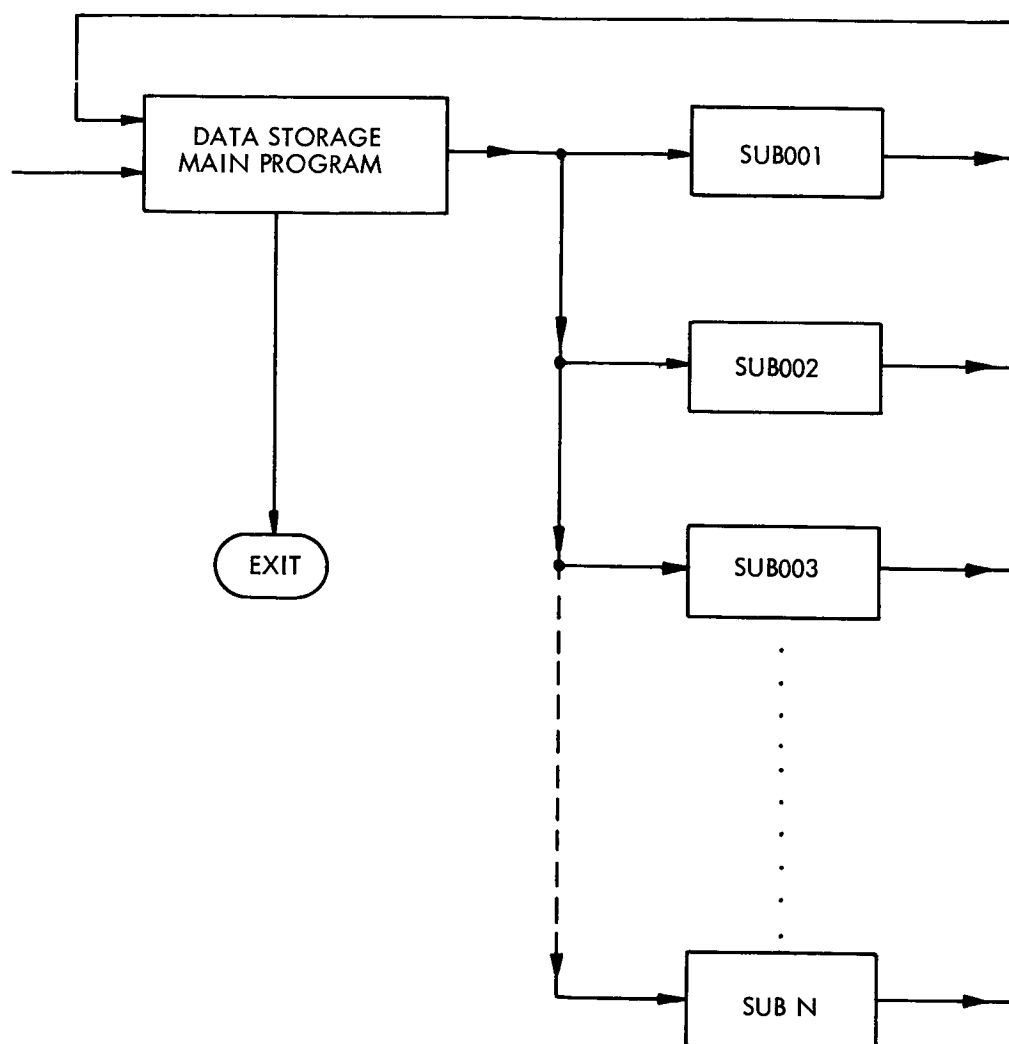 DATA STORAGE
MAIN PROGRAM
SUB001
SUB002
EXIT
SUB003
SUB N